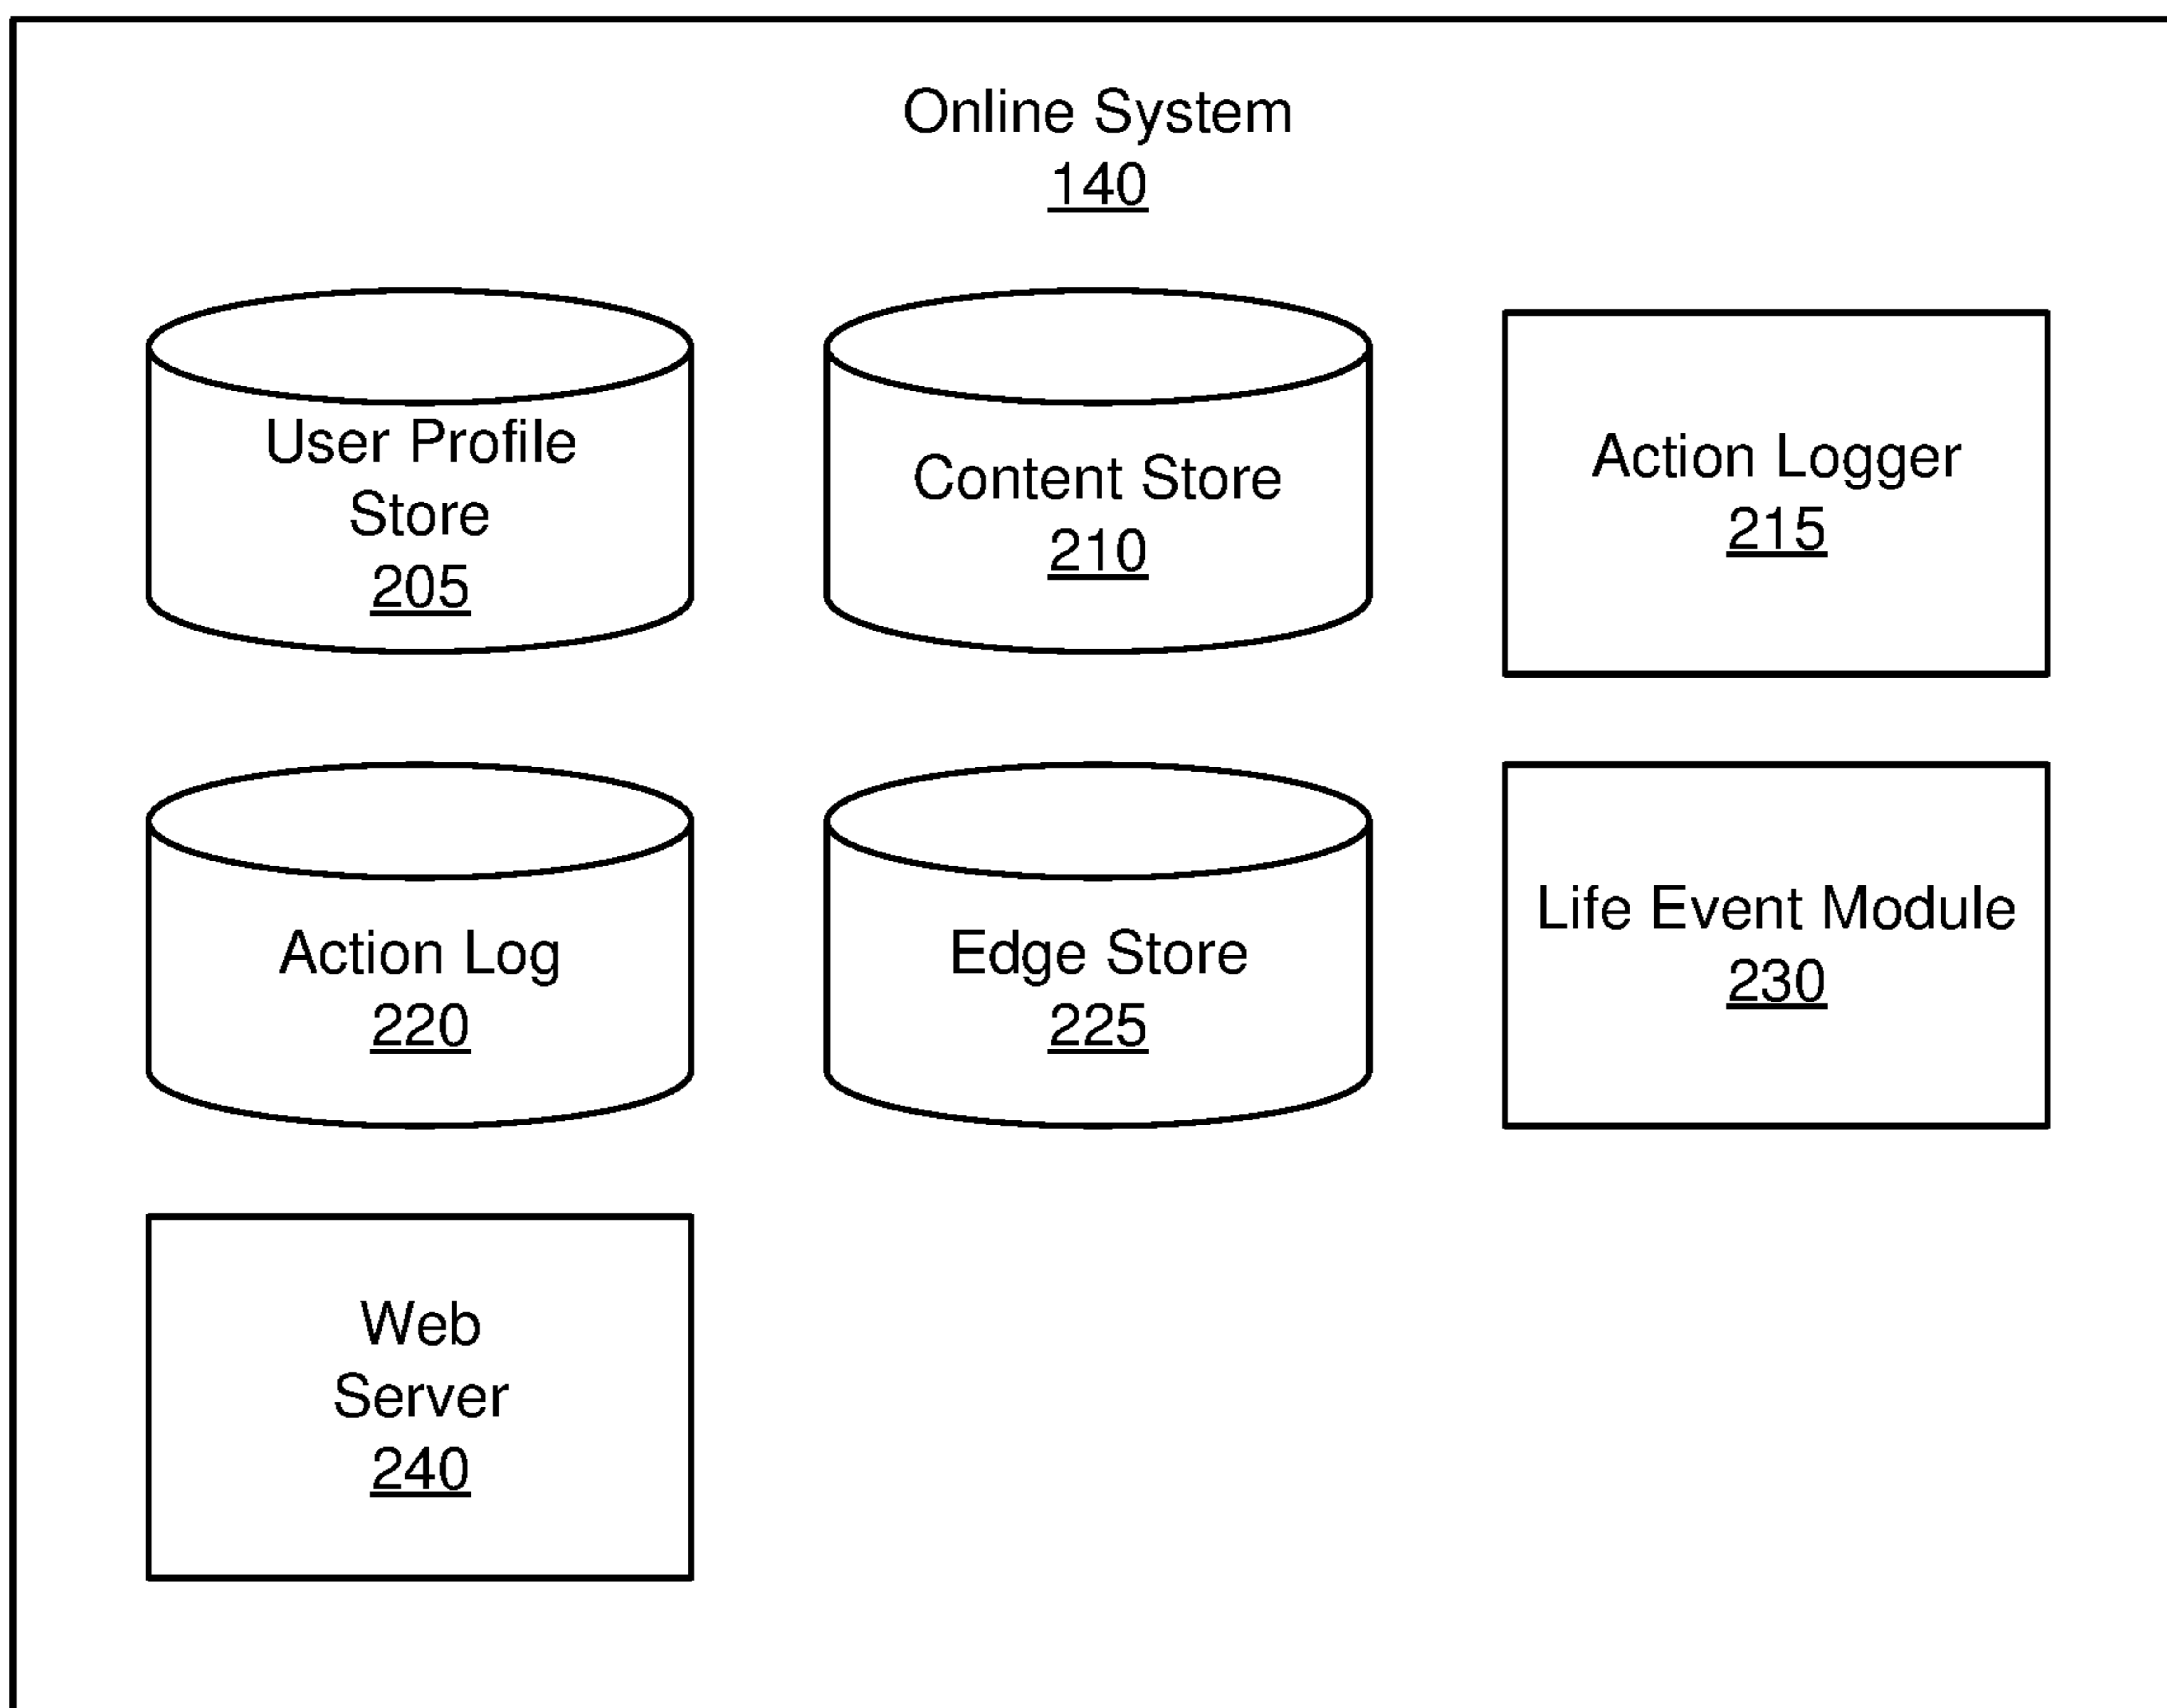 Online System
140
User Profile
Store
205
Content Store
210
Action Logger
215
Action Log
220
Edge Store
225
Life Event Module
230
Web
Server
240